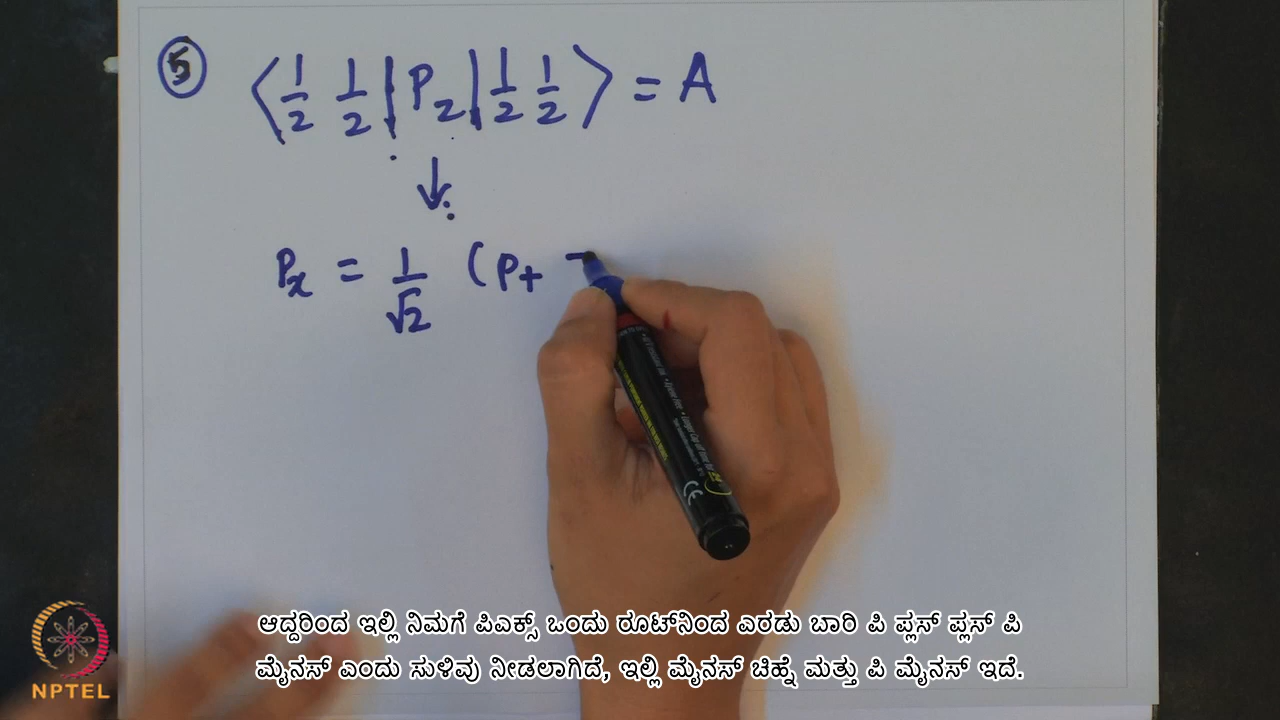 5 ⟨1/2 1/2|P_z|1/2 1/2⟩ = A
↓
P_x = 1/√2 (P_+ -
ಆದ್ದರಿಂದ ಇಲ್ಲಿ ನಿಮಗೆ ಪಿಎಕ್ಸ್ ಒಂದು ರೂಟ್‌ನಿಂದ ಎರಡು ಬಾರಿ ಪಿ ಪ್ಲಸ್ ಪ್ಲಸ್ ಪಿ
ಮೈನಸ್ ಎಂದು ಸುಳಿವು ನೀಡಲಾಗಿದೆ, ಇಲ್ಲಿ ಮೈನಸ್ ಚಿಹ್ನೆ ಮತ್ತು ಪಿ ಮೈನಸ್ ಇದೆ.
NPTEL